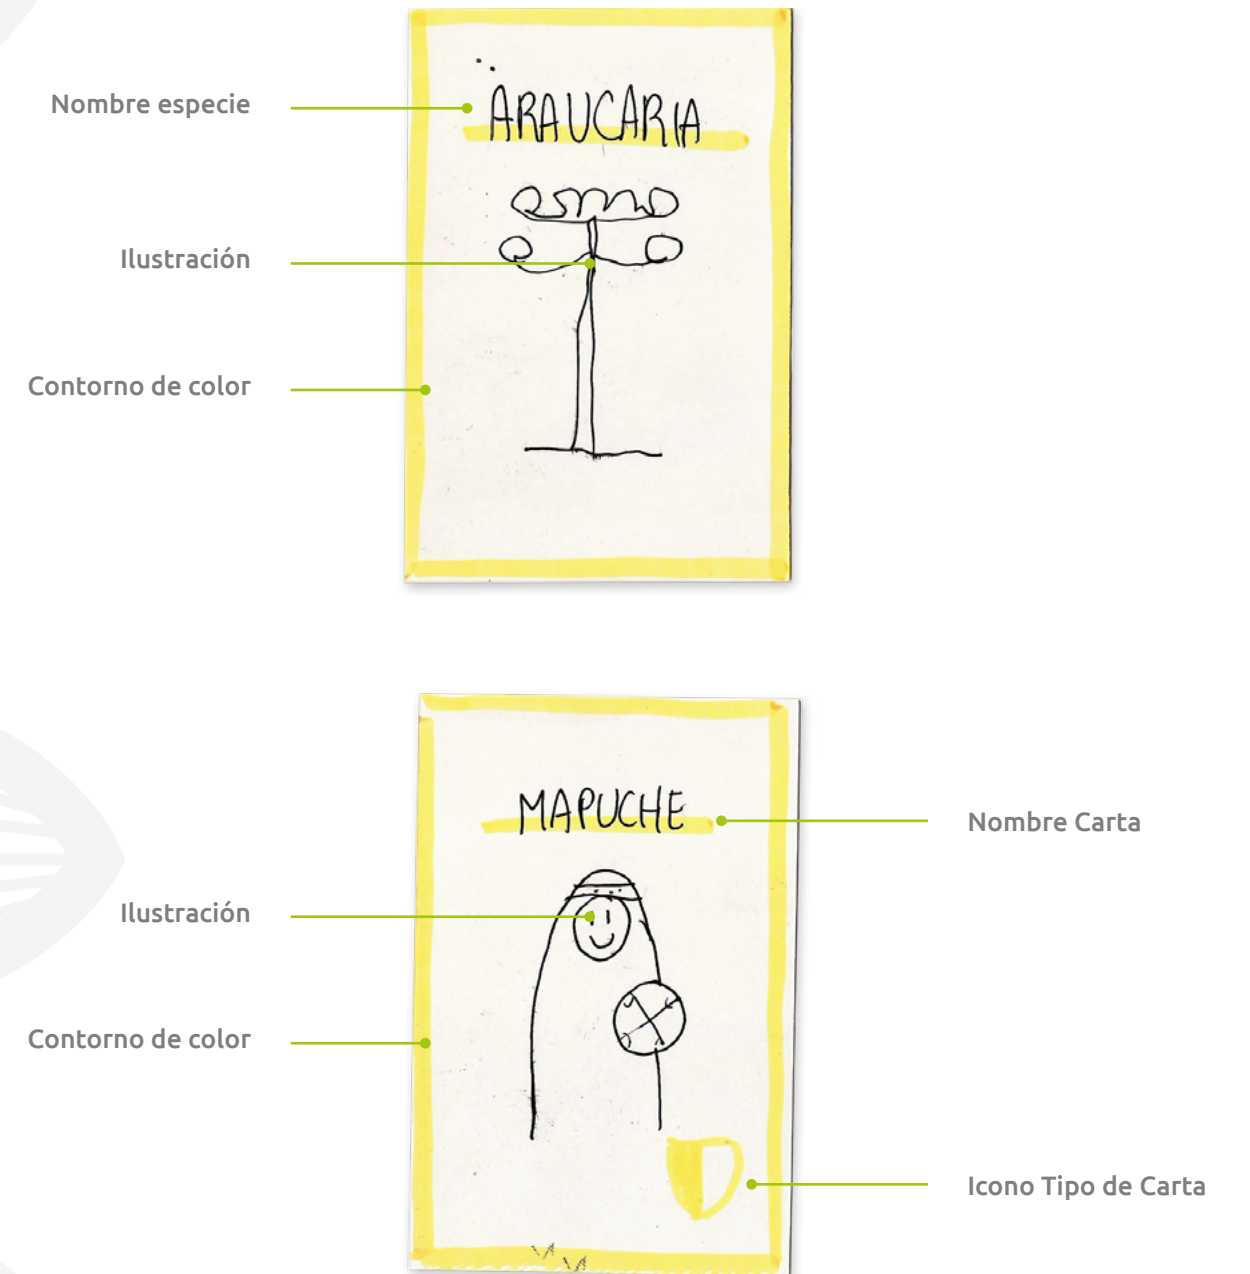 Nombre especie
ARAUCARIA
Ilustración
Contorno de color
MAPUCHE
Nombre Carta
Ilustración
Contorno de color
Icono Tipo de Carta